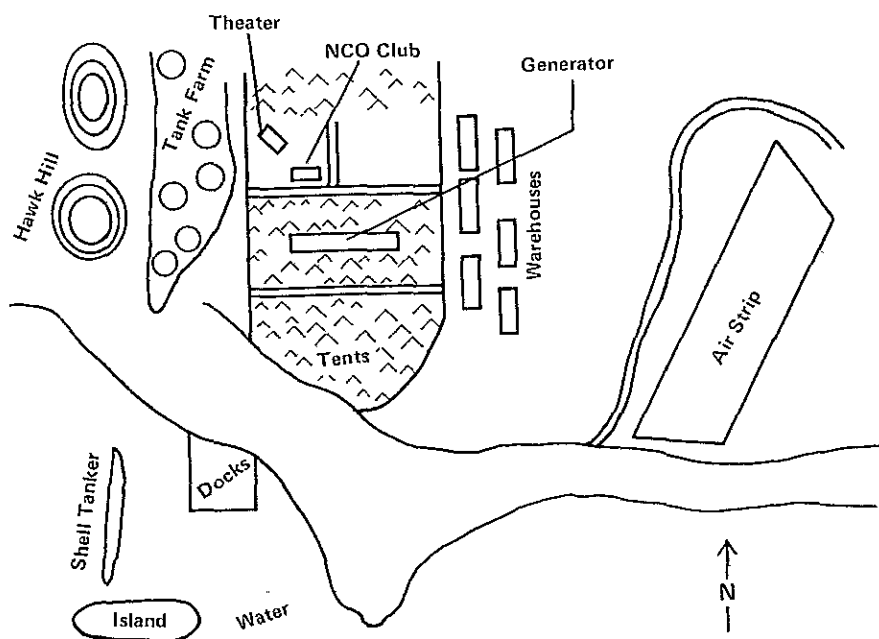 Theater
NCO Club
Generator
Hawk Hill
Tank Farm
Warehouses
Air Strip
Tents
Docks
Shell Tanker
Island
Water
N